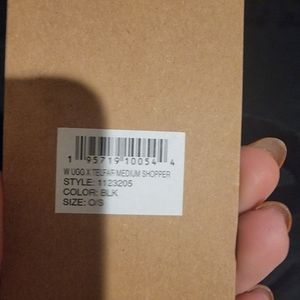 1 95719 10054 4
W UGG X TELFAR MEDIUM SHOPPER
STYLE: 1123205
COLOR: BLK
SIZE: O/S